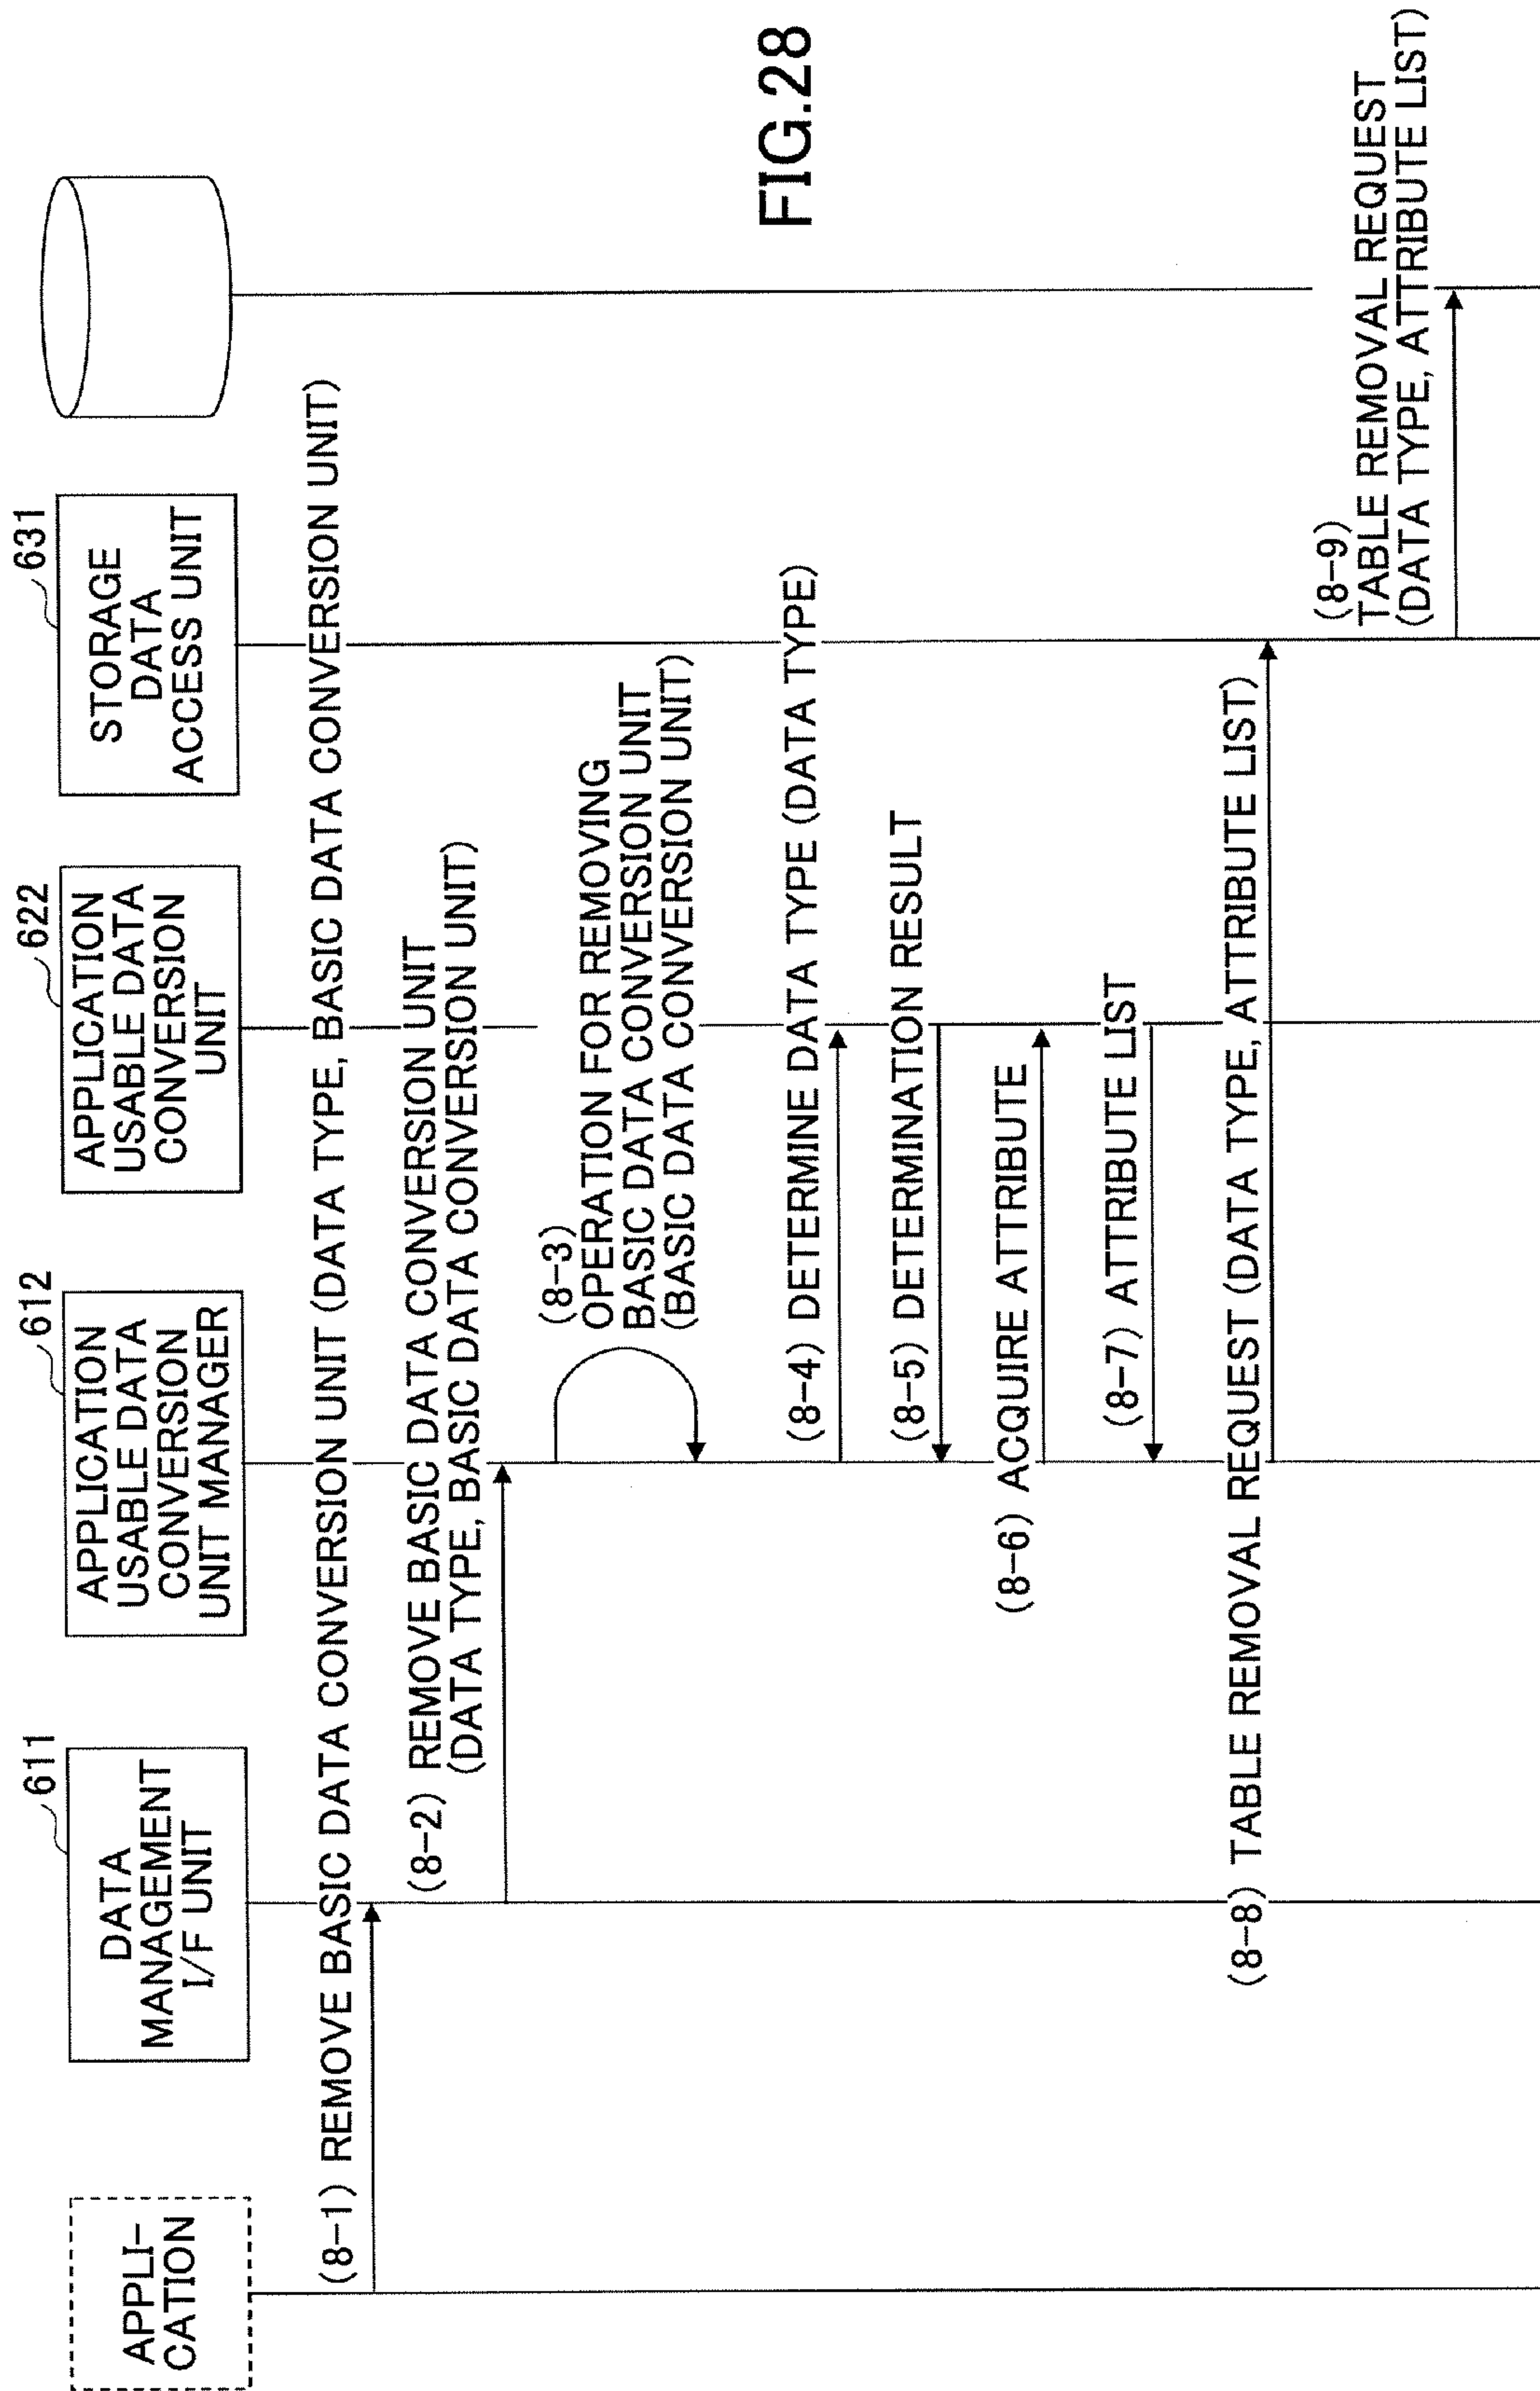 APPLI-
CATION
611
DATA
MANAGEMENT
I/F UNIT
612
APPLICATION
USABLE DATA
CONVERSION
UNIT MANAGER
622
APPLICATION
USABLE DATA
CONVERSION
UNIT
631
STORAGE
DATA
ACCESS UNIT
(8-1) REMOVE BASIC DATA CONVERSION UNIT (DATA TYPE, BASIC DATA CONVERSION UNIT)
(8-2) REMOVE BASIC DATA CONVERSION UNIT
(DATA TYPE, BASIC DATA CONVERSION UNIT)
(8-3)
OPERATION FOR REMOVING
BASIC DATA CONVERSION UNIT
(BASIC DATA CONVERSION UNIT)
(8-4) DETERMINE DATA TYPE (DATA TYPE)
(8-5) DETERMINATION RESULT
(8-6) ACQUIRE ATTRIBUTE
(8-7) ATTRIBUTE LIST
(8-8) TABLE REMOVAL REQUEST (DATA TYPE, ATTRIBUTE LIST)
(8-9)
TABLE REMOVAL REQUEST
(DATA TYPE, ATTRIBUTE LIST)
FIG.28